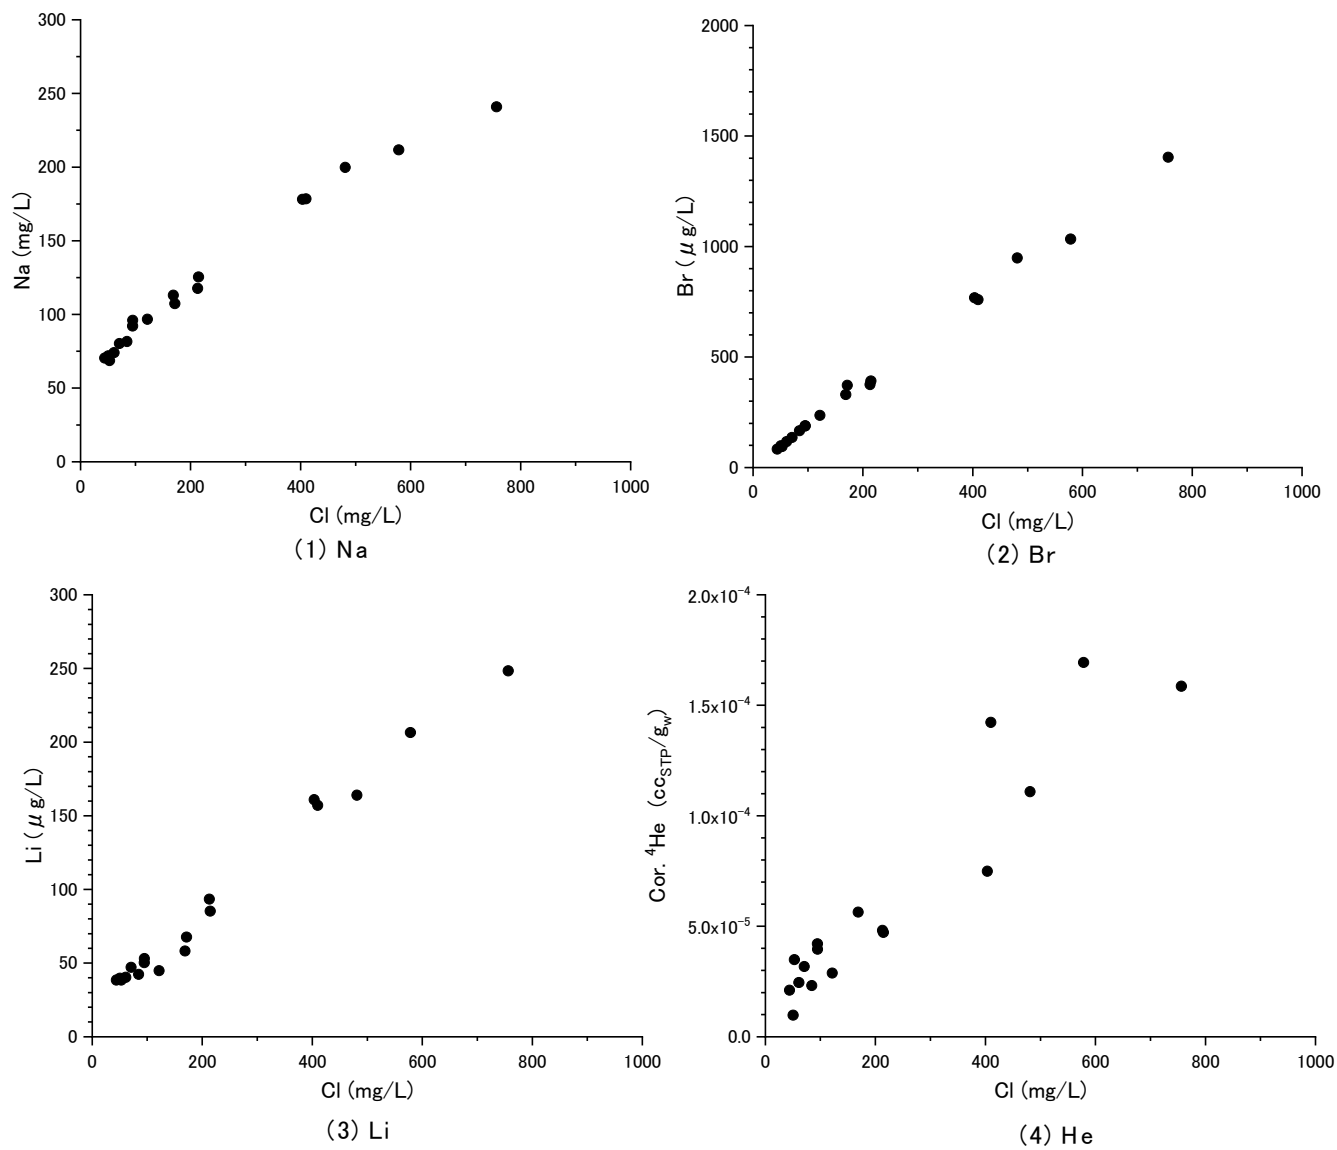 300
250
200
150
100
50
0
Na (mg/L)
0 200 400 600 800 1000
Cl (mg/L)
(1) Na
2000
1500
1000
500
0
Br (μg/L)
0 200 400 600 800 1000
Cl (mg/L)
(2) Br
300
250
200
150
100
50
0
Li (μg/L)
0 200 400 600 800 1000
Cl (mg/L)
(3) Li
2.0x10⁻⁴
1.5x10⁻⁴
1.0x10⁻⁴
5.0x10⁻⁵
0.0
Cor. ⁴He (cc_STP/g_w)
0 200 400 600 800 1000
Cl (mg/L)
(4) He